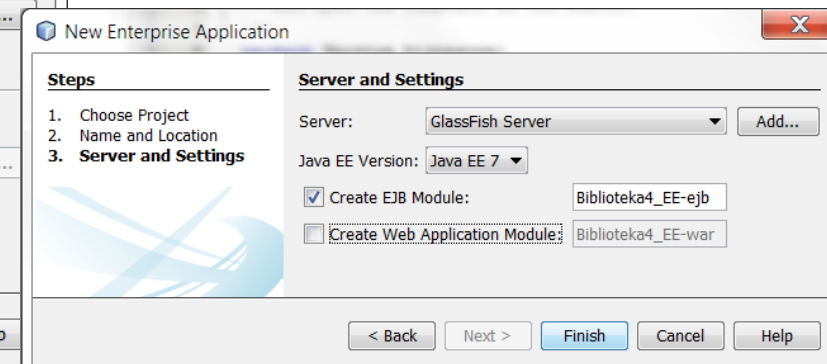 New Enterprise Application
Steps
1. Choose Project
2. Name and Location
3. Server and Settings
Server and Settings
Server: GlassFish Server Add...
Java EE Version: Java EE 7
Create EJB Module: Biblioteka4_EE-ejb
Create Web Application Module: Biblioteka4_EE-war
< Back Next > Finish Cancel Help